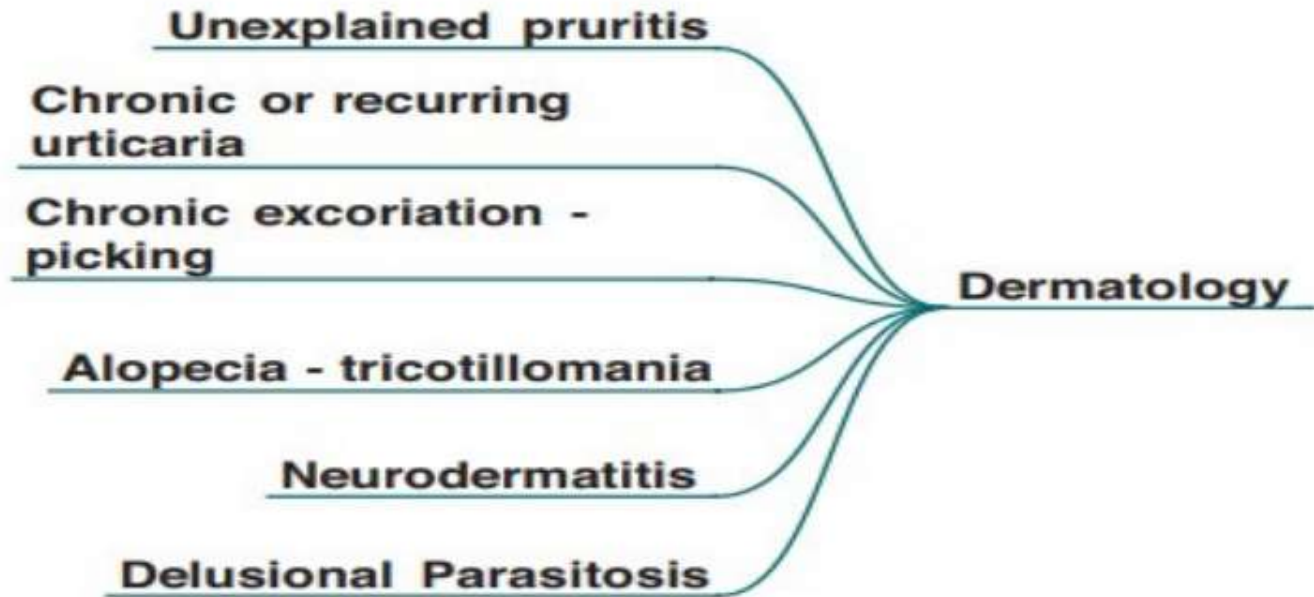 Unexplained pruritis
Chronic or recurring
urticaria
Chronic excoriation -
picking
Dermatology
Alopecia - tricotillomania
Neurodermatitis
Delusional Parasitosis